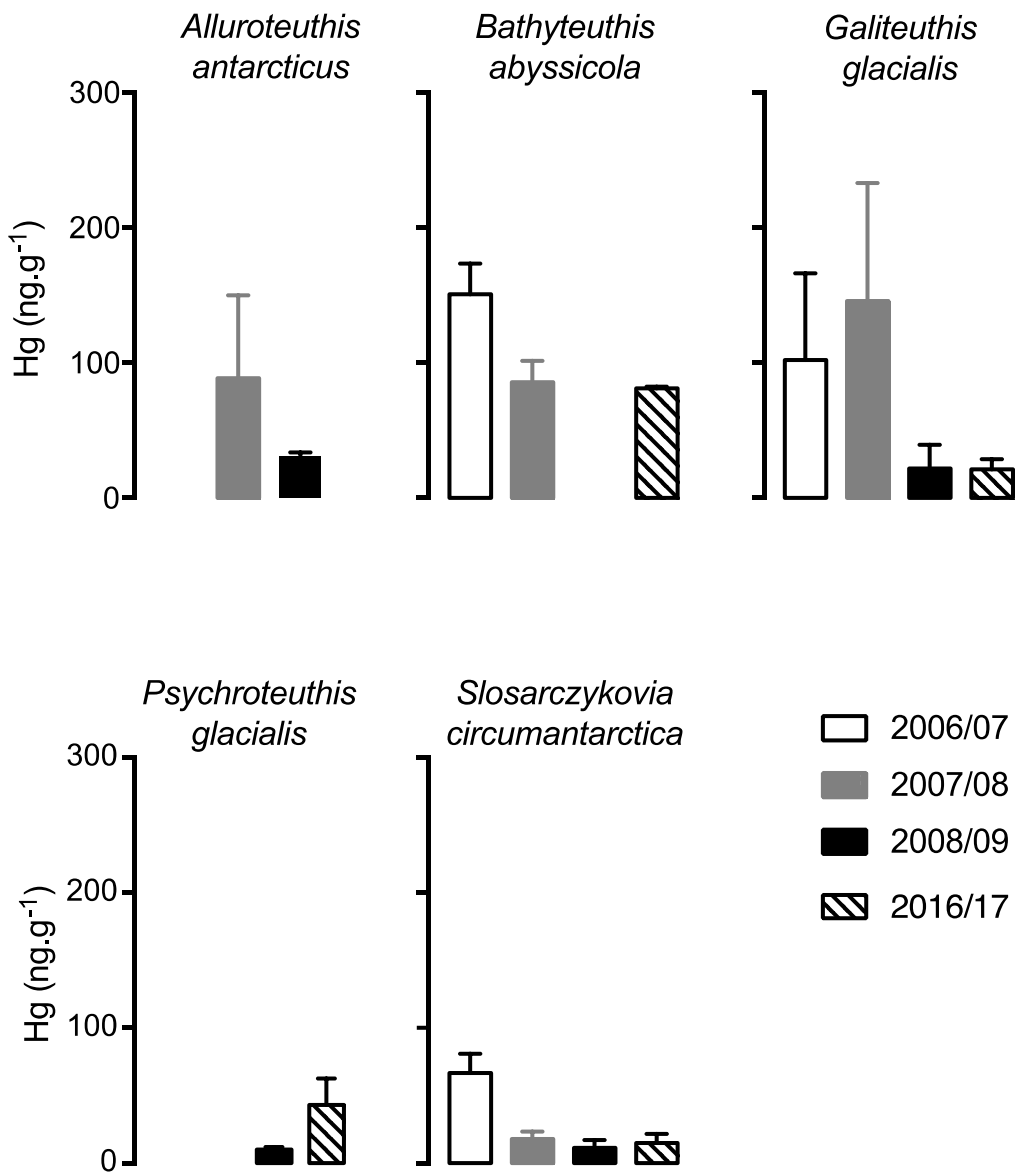 Alluroteuthis
antarcticus
Bathyteuthis
abyssicola
Galiteuthis
glacialis
300
200
100
0
Hg (ng.g⁻¹)
Psychroteuthis
glacialis
Slosarczykovia
circumantarctica
300
200
100
0
Hg (ng.g⁻¹)
2006/07
2007/08
2008/09
2016/17